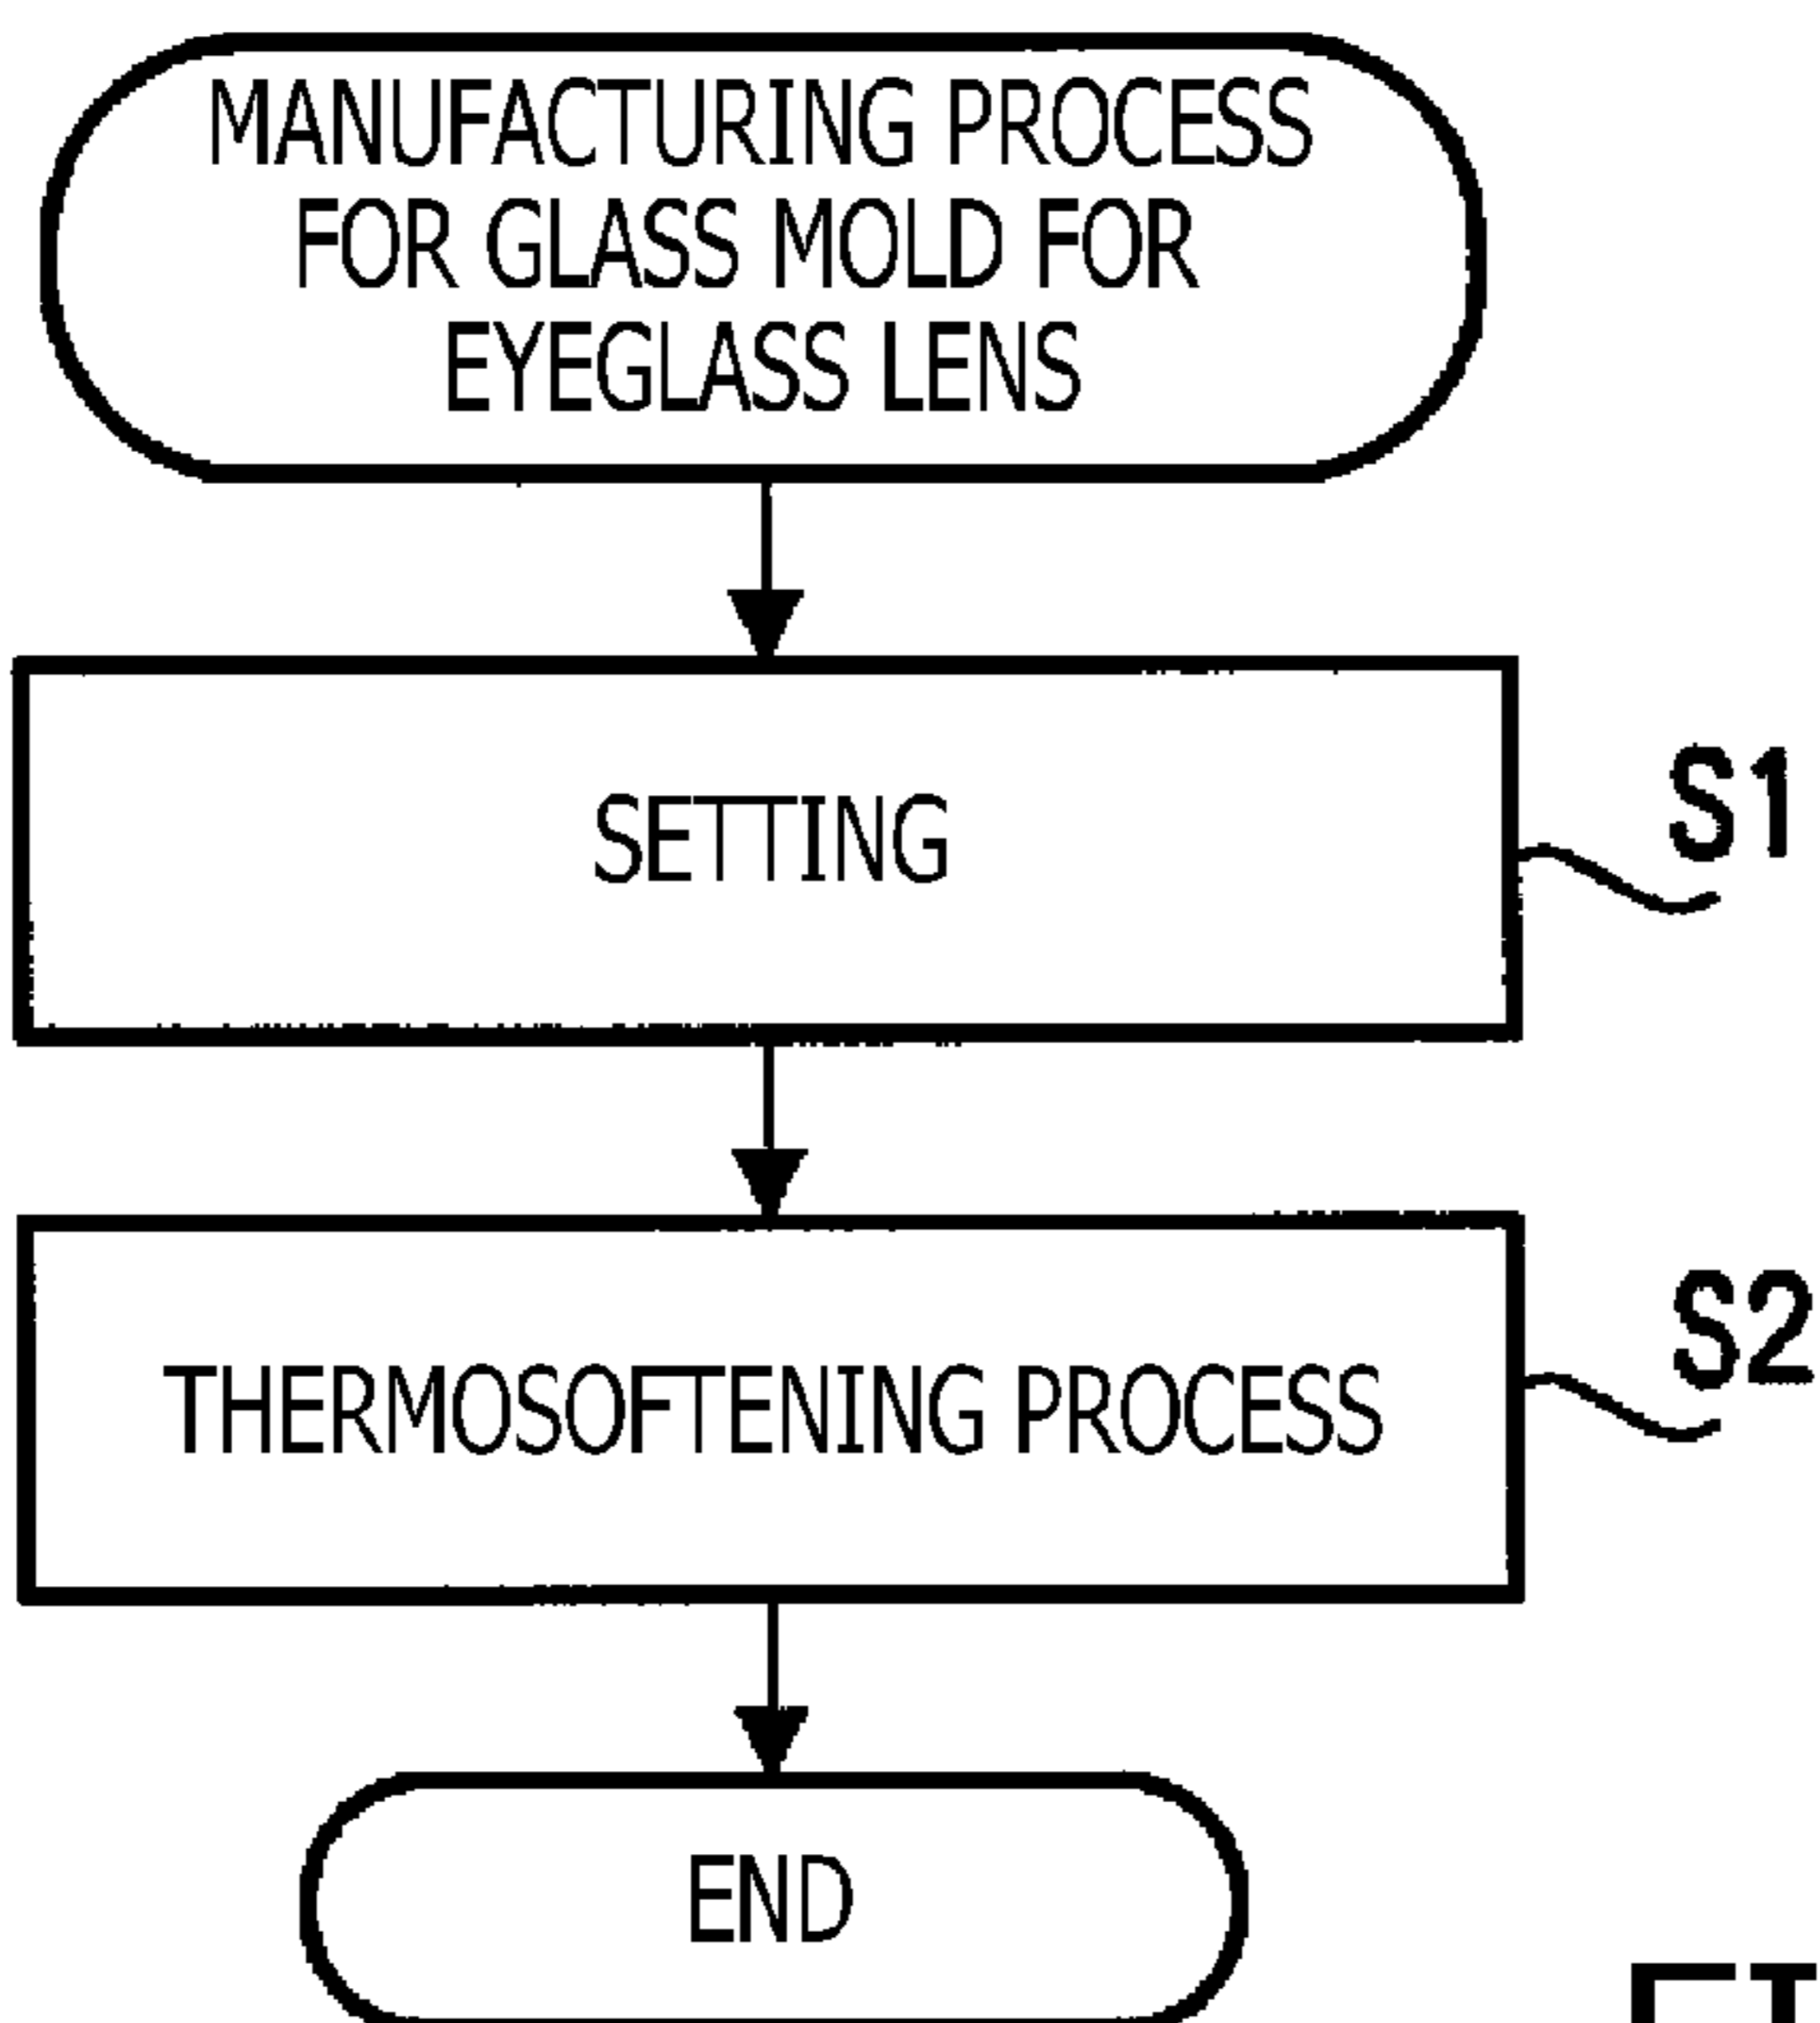 MANUFACTURING PROCESS
FOR GLASS MOLD FOR
EYEGLASS LENS
SETTING
S1
THERMOSOFTENING PROCESS
S2
END